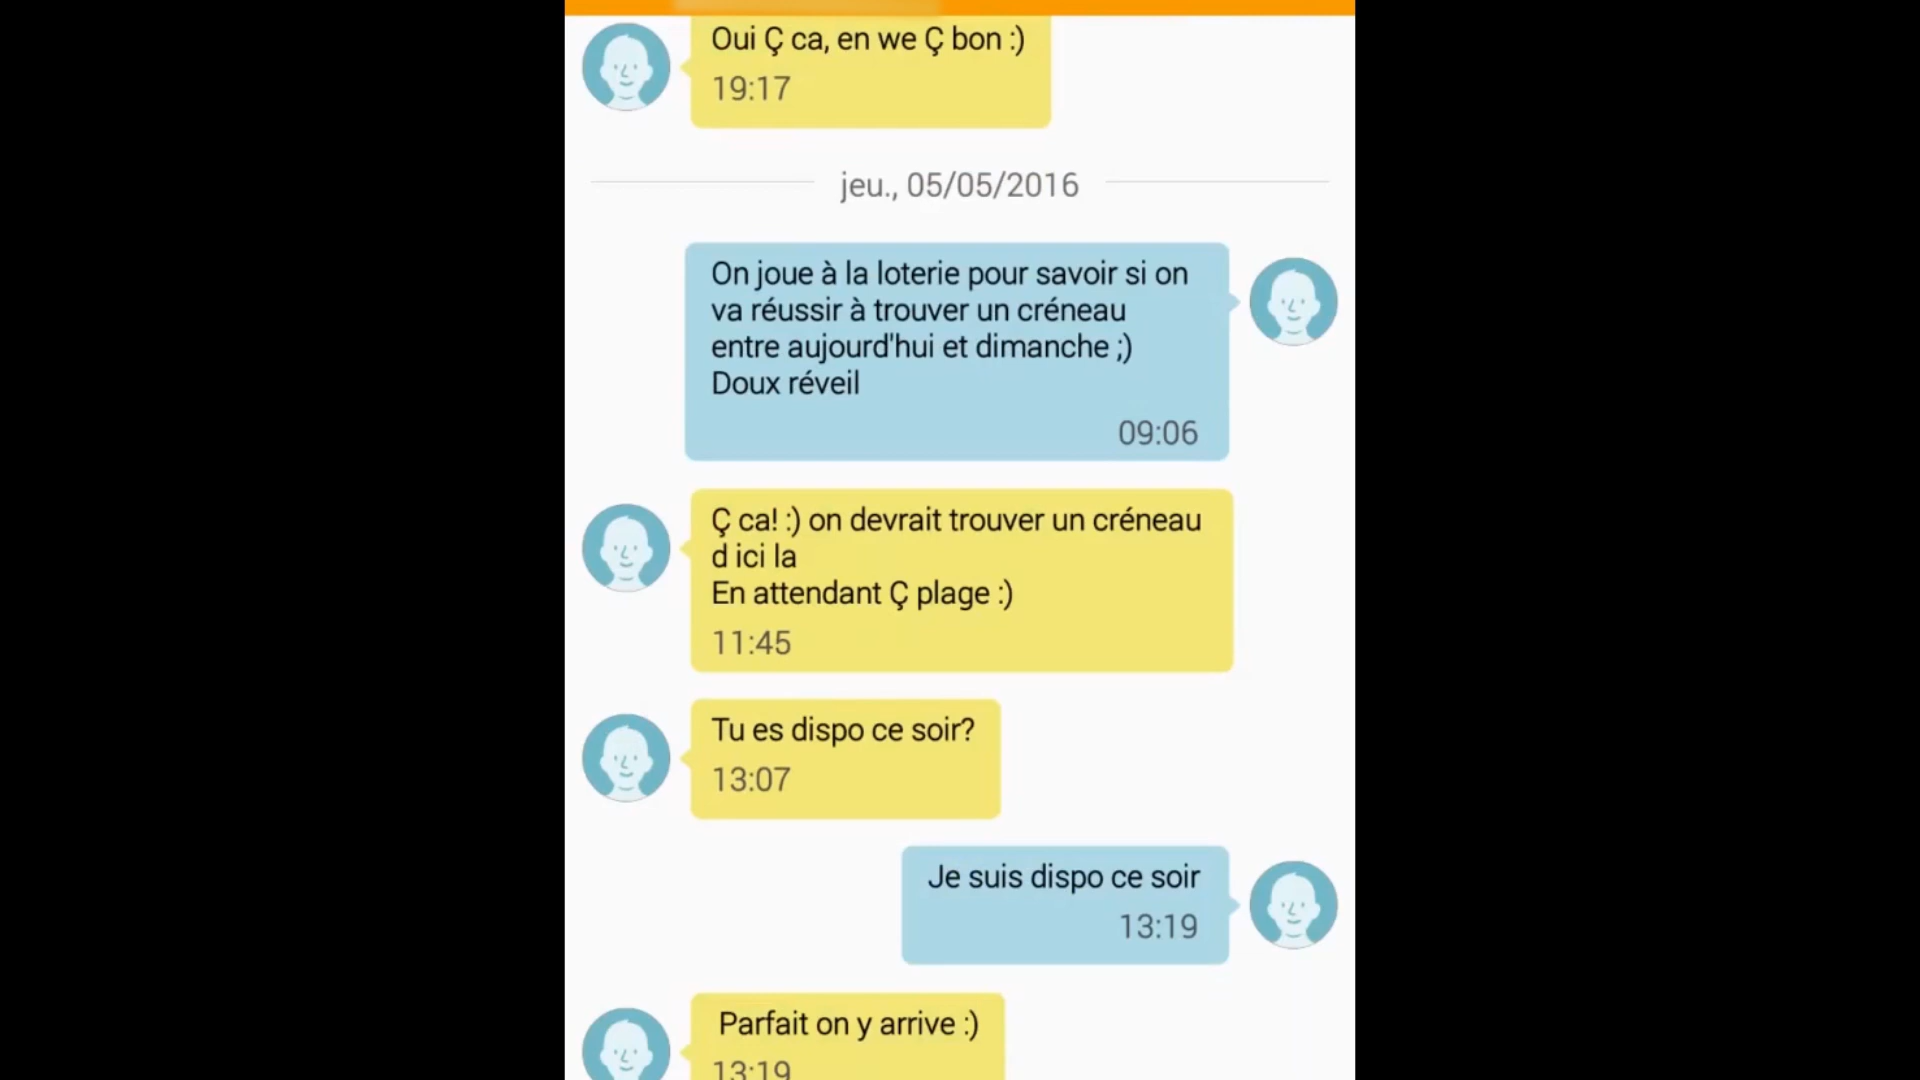 Oui Ç ca, en we Ç bon :)
19:17
jeu., 05/05/2016
On joue à la loterie pour savoir si on
va réussir à trouver un créneau
entre aujourd'hui et dimanche ;)
Doux réveil
09:06
Ç ca! :) on devrait trouver un créneau
d ici la
En attendant Ç plage :)
11:45
Tu es dispo ce soir?
13:07
Je suis dispo ce soir
13:19
Parfait on y arrive :)
13:19